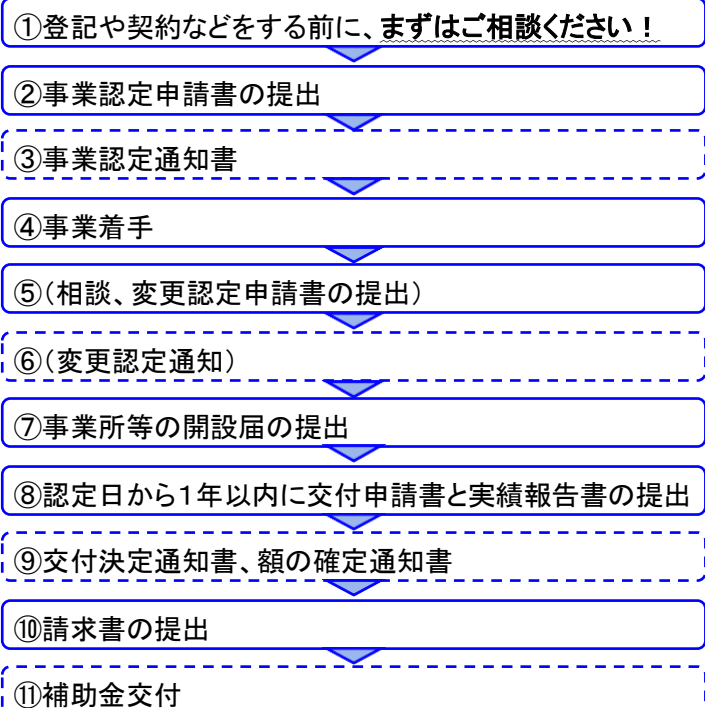 ①登記や契約などをする前に、まずはご相談ください！
②事業認定申請書の提出
③事業認定通知書
④事業着手
⑤（相談、変更認定申請書の提出）
⑥（変更認定通知）
⑦事業所等の開設届の提出
⑧認定日から１年以内に交付申請書と実績報告書の提出
⑨交付決定通知書、額の確定通知書
⑩請求書の提出
⑪補助金交付